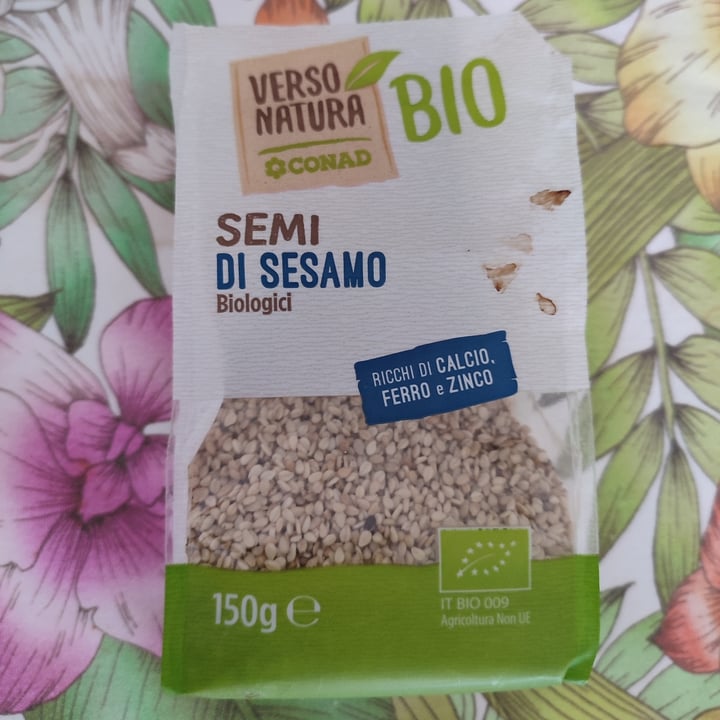 VERSO
NATURA
CONAD
BIO
SEMI
DI SESAMO
Biologici
RICCHI DI CALCIO,
FERRO e ZINCO
150g ℮
IT BIO 009
Agricoltura Non UE